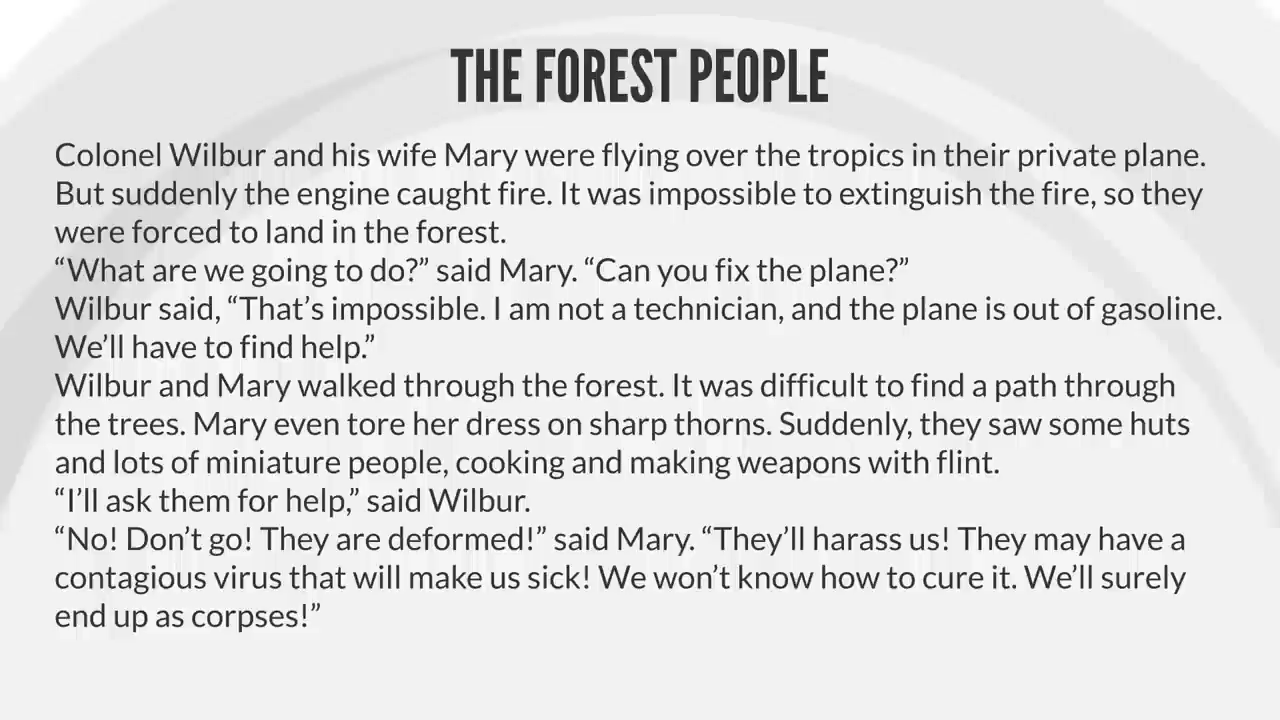 THE FOREST PEOPLE
Colonel Wilbur and his wife Mary were flying over the tropics in their private plane.
But suddenly the engine caught fire. It was impossible to extinguish the fire, so they
were forced to land in the forest.
“What are we going to do?” said Mary. “Can you fix the plane?”
Wilbur said, “That’s impossible. I am not a technician, and the plane is out of gasoline.
We’ll have to find help.”
Wilbur and Mary walked through the forest. It was difficult to find a path through
the trees. Mary even tore her dress on sharp thorns. Suddenly, they saw some huts
and lots of miniature people, cooking and making weapons with flint.
“I’ll ask them for help,” said Wilbur.
“No! Don’t go! They are deformed!” said Mary. “They’ll harass us! They may have a
contagious virus that will make us sick! We won’t know how to cure it. We’ll surely
end up as corpses!”